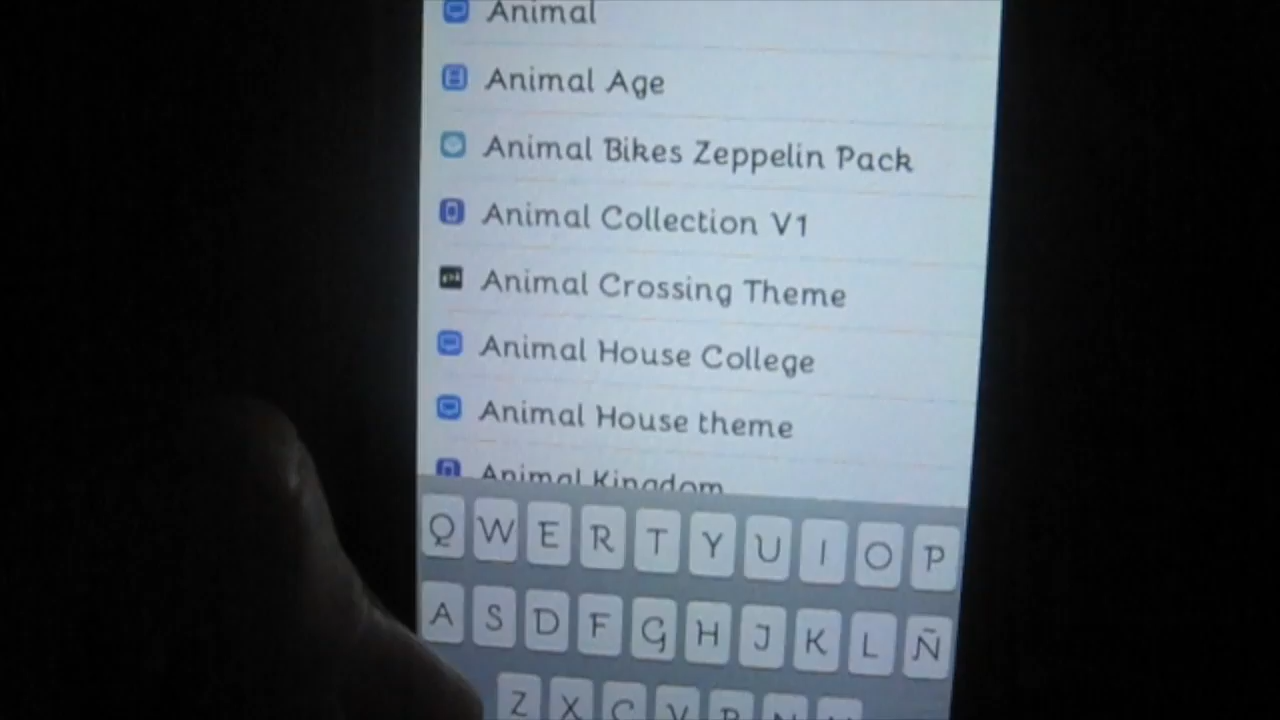 Animal
Animal Age
Animal Bikes Zeppelin Pack
Animal Collection V1
Animal Crossing Theme
Animal House College
Animal House theme
Animal Kingdom
Q W E R T Y U I O P
A S D F G H J K L Ñ
Z X C V B N M